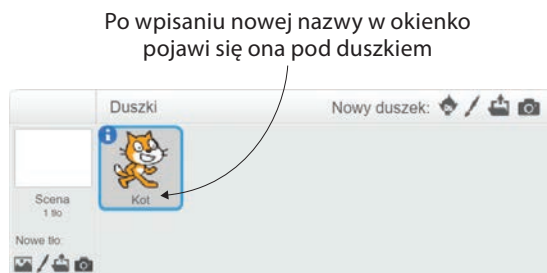 Po wpisaniu nowej nazwy w okienko
pojawi się ona pod duszkiem
Duszki
Nowy duszek:
Kot
Scena
1 tło
Nowe tło: